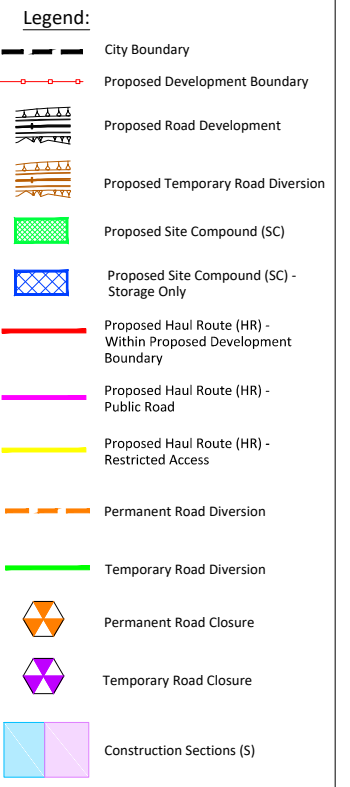 Legend:
City Boundary
Proposed Development Boundary
Proposed Road Development
Proposed Temporary Road Diversion
Proposed Site Compound (SC)
Proposed Site Compound (SC) -
Storage Only
Proposed Haul Route (HR) -
Within Proposed Development
Boundary
Proposed Haul Route (HR) -
Public Road
Proposed Haul Route (HR) -
Restricted Access
Permanent Road Diversion
Temporary Road Diversion
Permanent Road Closure
Temporary Road Closure
Construction Sections (S)